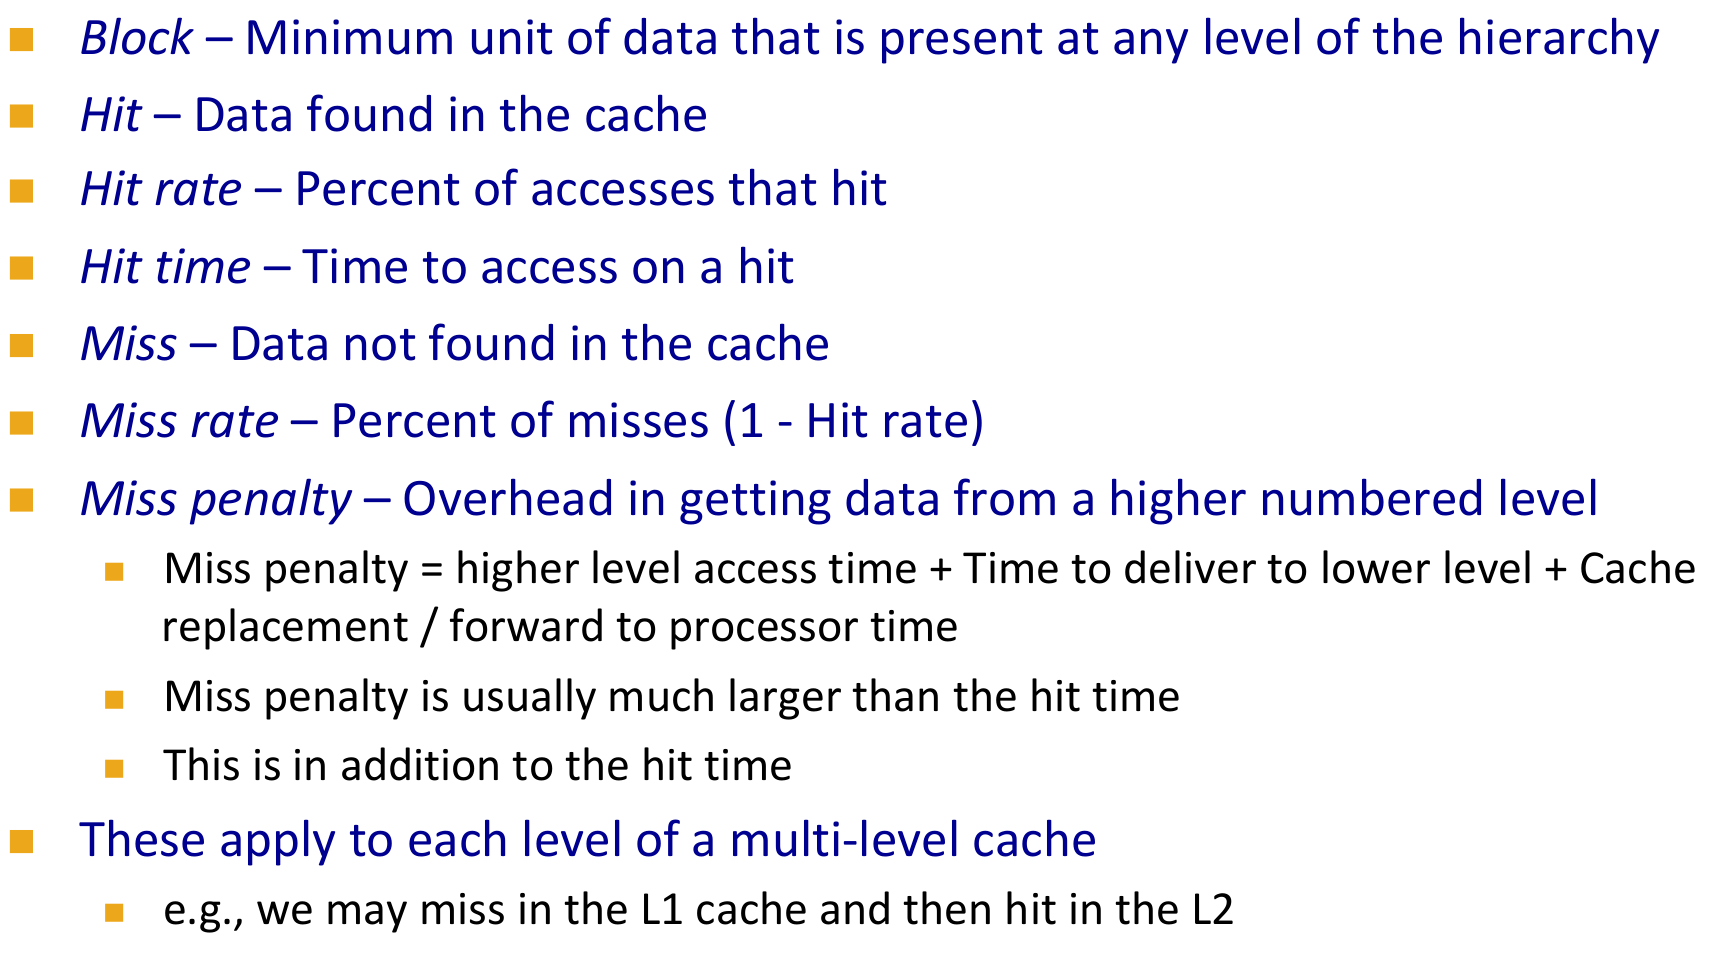 Block – Minimum unit of data that is present at any level of the hierarchy
Hit – Data found in the cache
Hit rate – Percent of accesses that hit
Hit time – Time to access on a hit
Miss – Data not found in the cache
Miss rate – Percent of misses (1 - Hit rate)
Miss penalty – Overhead in getting data from a higher numbered level
Miss penalty = higher level access time + Time to deliver to lower level + Cache
replacement / forward to processor time
Miss penalty is usually much larger than the hit time
This is in addition to the hit time
These apply to each level of a multi-level cache
e.g., we may miss in the L1 cache and then hit in the L2